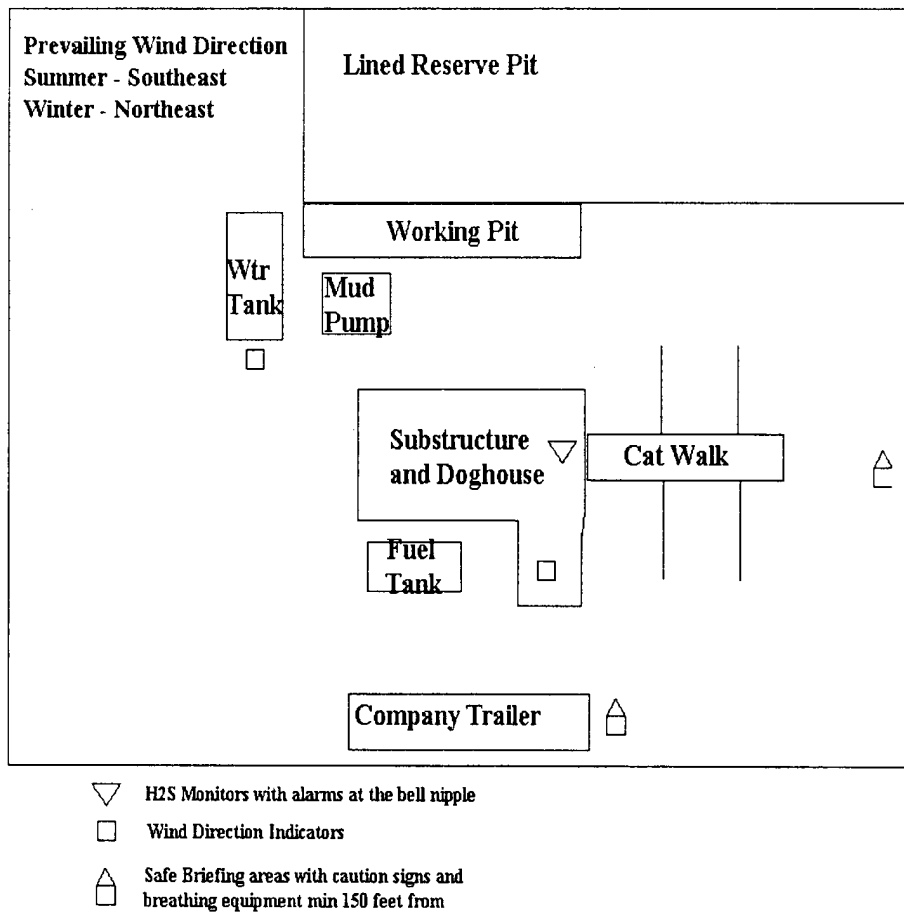 Prevailing Wind Direction
Summer - Southeast
Winter - Northeast
Lined Reserve Pit
Working Pit
Wtr
Tank
Mud
Pump
Substructure
and Doghouse
Cat Walk
Fuel
Tank
Company Trailer
H2S Monitors with alarms at the bell nipple
Wind Direction Indicators
Safe Briefing areas with caution signs and
breathing equipment min 150 feet from